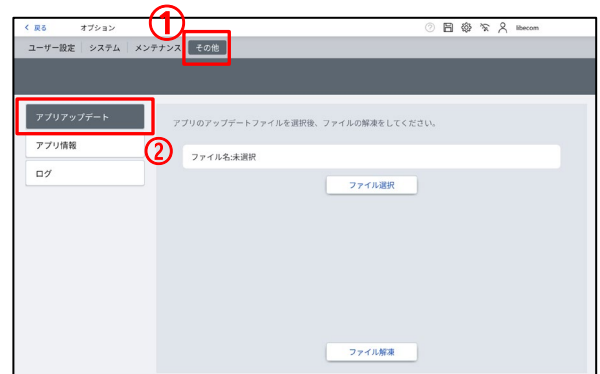 ①
< 戻る オプション ? libecom
ユーザー設定 システム メンテナンス その他
アプリアップデート
アプリのアップデートファイルを選択後、ファイルの解凍をしてください。
アプリ情報
②
ファイル名:未選択
ログ
ファイル選択
ファイル解凍